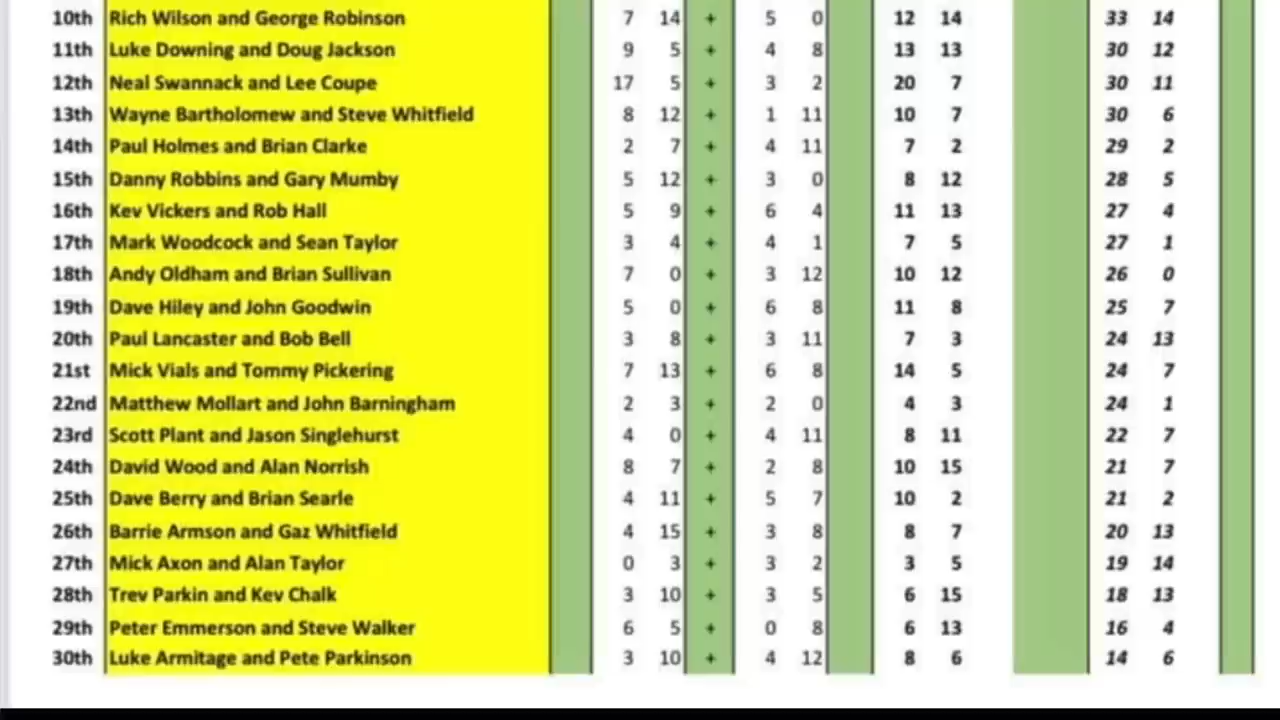 10th Rich Wilson and George Robinson 7 14 + 5 0 12 14 33 14
11th Luke Downing and Doug Jackson 9 5 + 4 8 13 13 30 12
12th Neal Swannack and Lee Coupe 17 5 + 3 2 20 7 30 11
13th Wayne Bartholomew and Steve Whitfield 8 12 + 1 11 10 7 30 6
14th Paul Holmes and Brian Clarke 2 7 + 4 11 7 2 29 2
15th Danny Robbins and Gary Mumby 5 12 + 3 0 8 12 28 5
16th Kev Vickers and Rob Hall 5 9 + 6 4 11 13 27 4
17th Mark Woodcock and Sean Taylor 3 4 + 4 1 7 5 27 1
18th Andy Oldham and Brian Sullivan 7 0 + 3 12 10 12 26 0
19th Dave Hiley and John Goodwin 5 0 + 6 8 11 8 25 7
20th Paul Lancaster and Bob Bell 3 8 + 3 11 7 3 24 13
21st Mick Vials and Tommy Pickering 7 13 + 6 8 14 5 24 7
22nd Matthew Mollart and John Barningham 2 3 + 2 0 4 3 24 1
23rd Scott Plant and Jason Singlehurst 4 0 + 4 11 8 11 22 7
24th David Wood and Alan Norrish 8 7 + 2 8 10 15 21 7
25th Dave Berry and Brian Searle 4 11 + 5 7 10 2 21 2
26th Barrie Armson and Gaz Whitfield 4 15 + 3 8 8 7 20 13
27th Mick Axon and Alan Taylor 0 3 + 3 2 3 5 19 14
28th Trev Parkin and Kev Chalk 3 10 + 3 5 6 15 18 13
29th Peter Emmerson and Steve Walker 6 5 + 0 8 6 13 16 4
30th Luke Armitage and Pete Parkinson 3 10 + 4 12 8 6 14 6